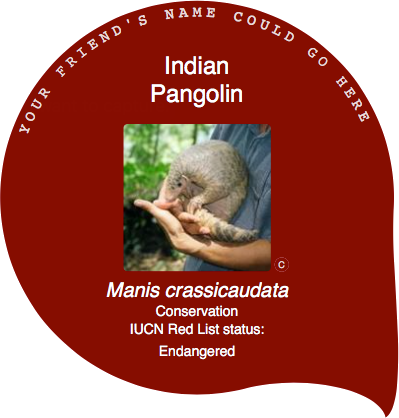 YOUR FRIEND'S NAME COULD GO HERE
Indian
Pangolin
C
Manis crassicaudata
Conservation
IUCN Red List status:
Endangered